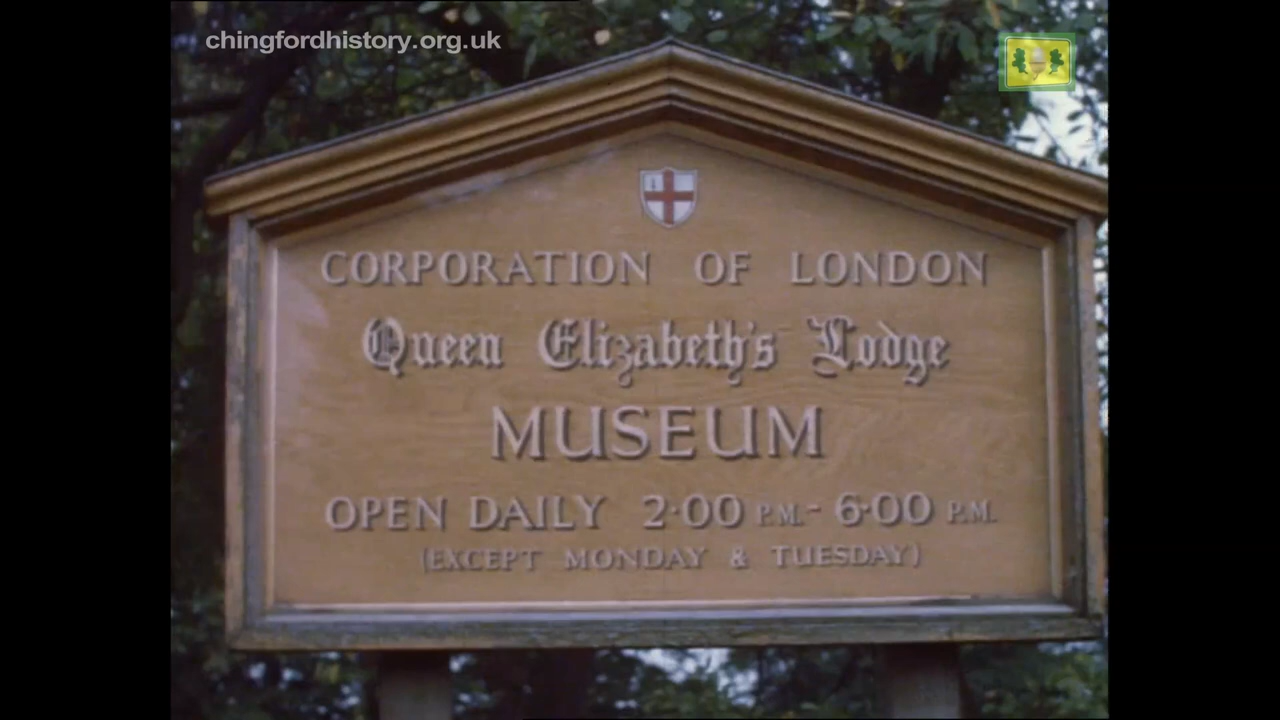 chingfordhistory.org.uk
CORPORATION OF LONDON
Queen Elizabeth's Lodge
MUSEUM
OPEN DAILY 2·00 P.M.- 6·00 P.M.
(EXCEPT MONDAY & TUESDAY)